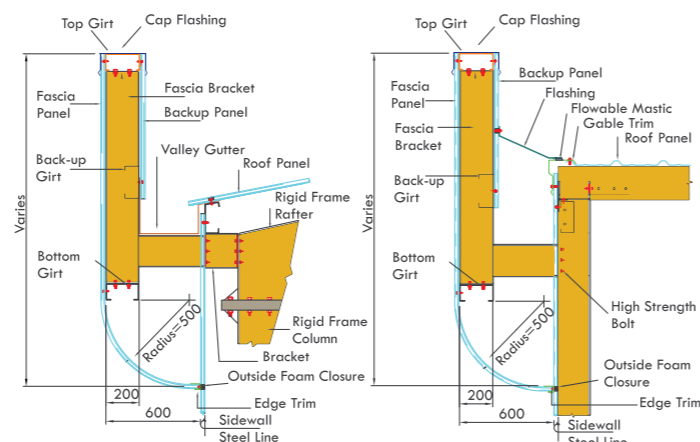 Top Girt
Cap Flashing
Fascia
Panel
Fascia Bracket
Backup Panel
Back-up
Girt
Valley Gutter
Roof Panel
Rigid Frame
Rafter
Varies
Bottom
Girt
Radius=500
Rigid Frame
Column
Bracket
Outside Foam Closure
200
Edge Trim
600
Sidewall
Steel Line
Top Girt
Cap Flashing
Fascia
Panel
Backup Panel
Flashing
Flowable Mastic
Gable Trim
Roof Panel
Fascia
Bracket
Back-up
Girt
Varies
Bottom
Girt
Radius=500
High Strength
Bolt
Outside Foam
Closure
200
Edge Trim
600
Sidewall
Steel Line